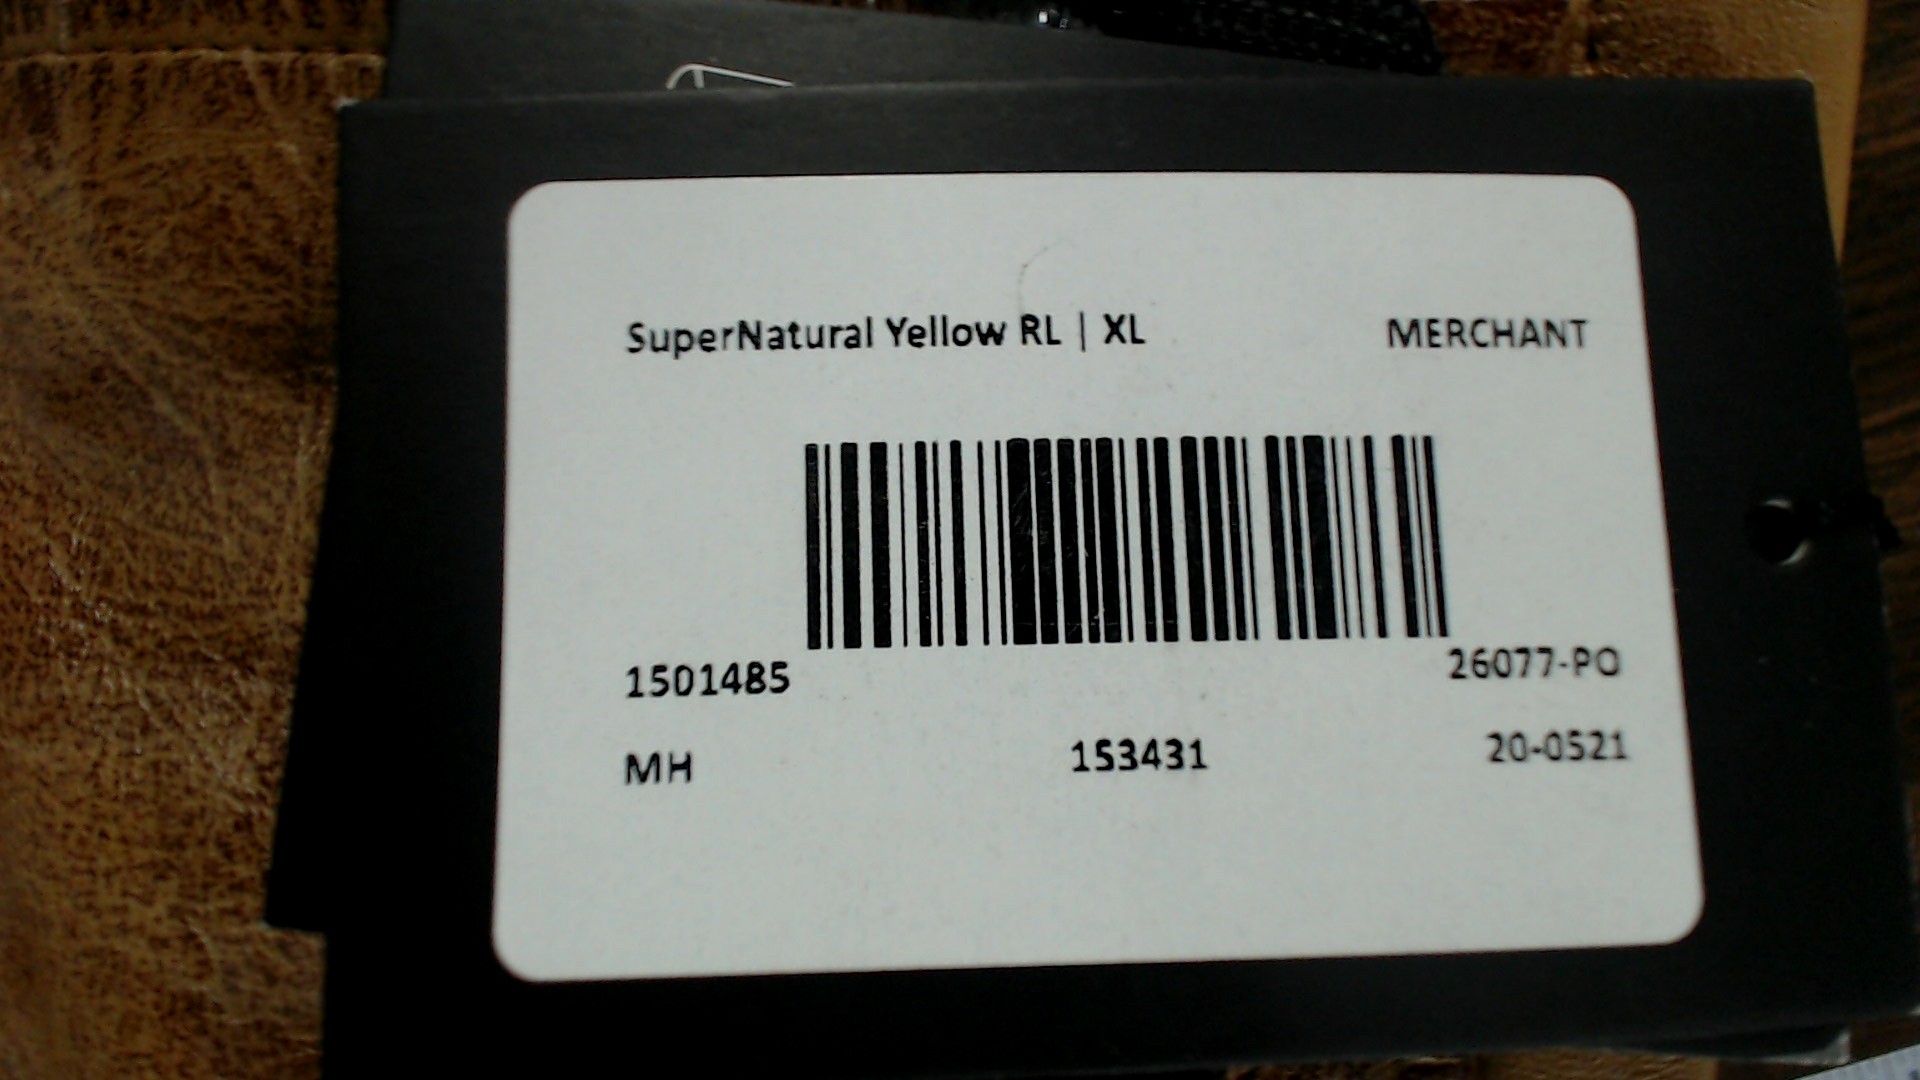 SuperNatural Yellow RL | XL MERCHANT
1501485 26077-PO
MH 153431 20-0521